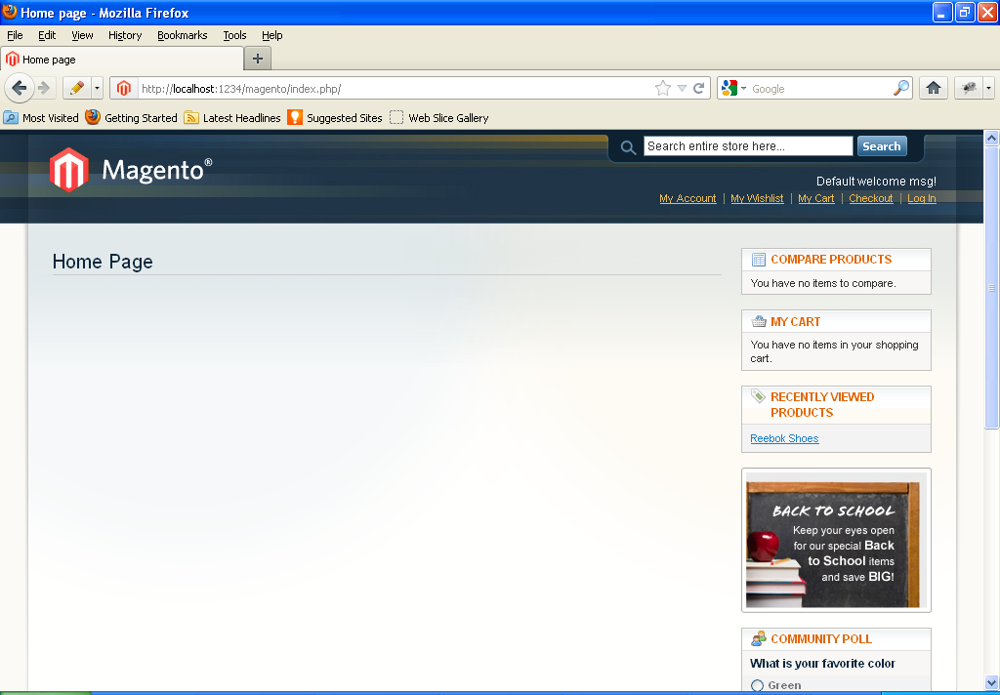 Home page - Mozilla Firefox
File Edit View History Bookmarks Tools Help
Home page
http://localhost:1234/magento/index.php/
Google
Most Visited Getting Started Latest Headlines Suggested Sites Web Slice Gallery
Magento®
Search entire store here...
Search
Default welcome msg!
My Account | My Wishlist | My Cart | Checkout | Log In
Home Page
COMPARE PRODUCTS
You have no items to compare.
MY CART
You have no items in your shopping
cart.
RECENTLY VIEWED
PRODUCTS
Reebok Shoes
BACK TO SCHOOL
Keep your eyes open
for our special Back
to School items
and save BIG!
COMMUNITY POLL
What is your favorite color
Green